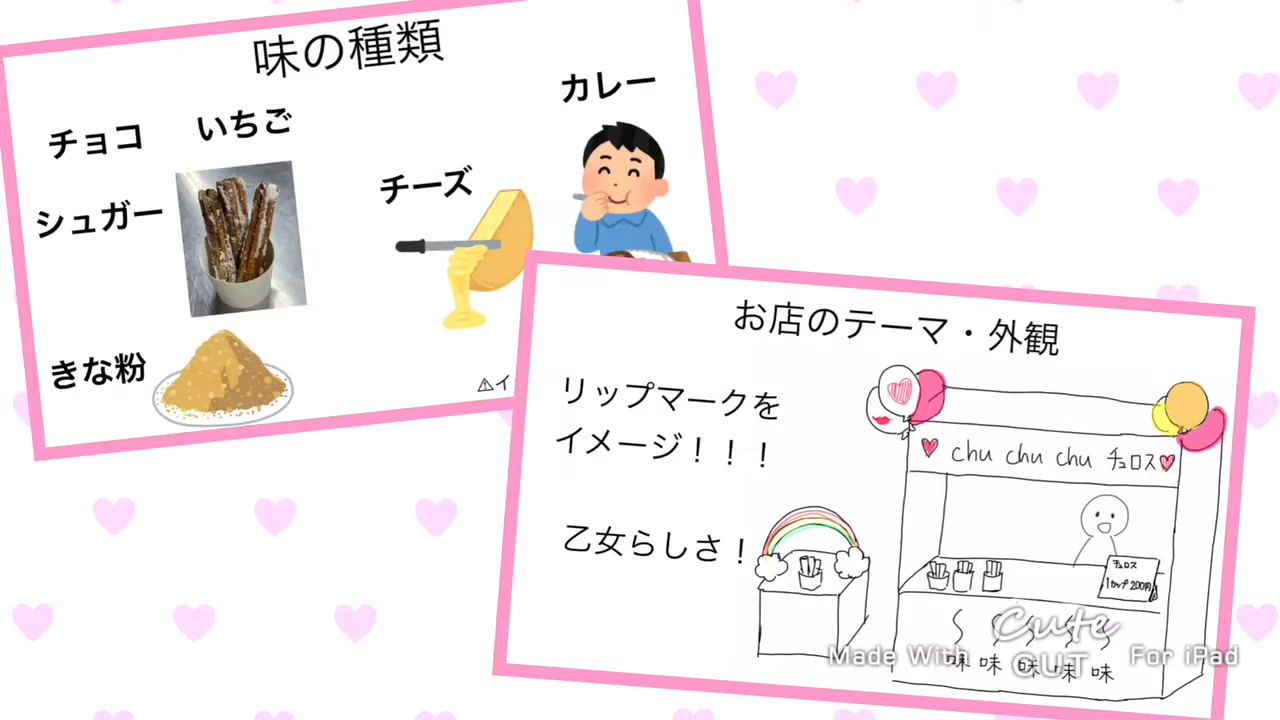 味の種類
チョコ
いちご
カレー
シュガー
チーズ
きな粉
⚠イ
お店のテーマ・外観
リップマークを
イメージ！！！
乙女らしさ！
chu chu chu チュロス
チュロス
1カップ 200円
味 味 味 味 味
Made With Cute CUT For iPad